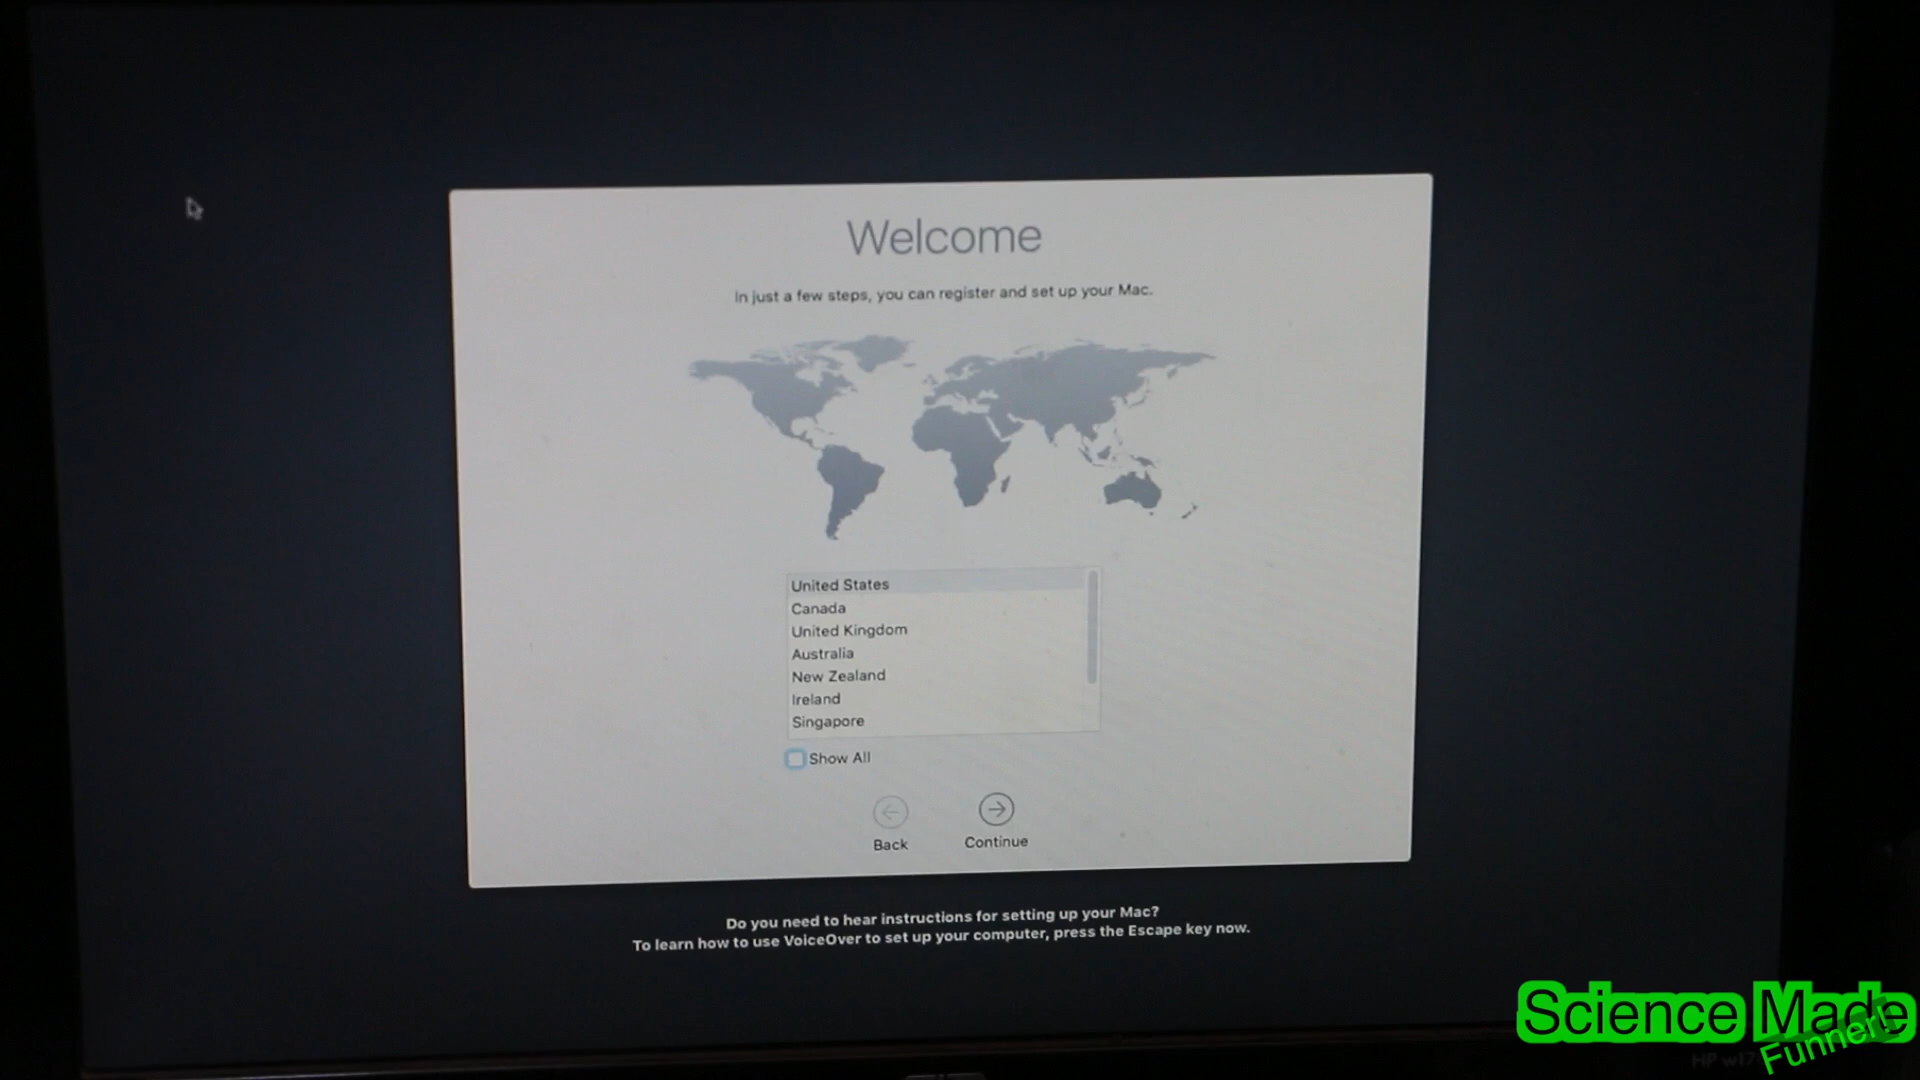 Welcome
In just a few steps, you can register and set up your Mac.
United States
Canada
United Kingdom
Australia
New Zealand
Ireland
Singapore
Show All
Back
Continue
Do you need to hear instructions for setting up your Mac?
To learn how to use VoiceOver to set up your computer, press the Escape key now.
Science Made
Funner!
HP